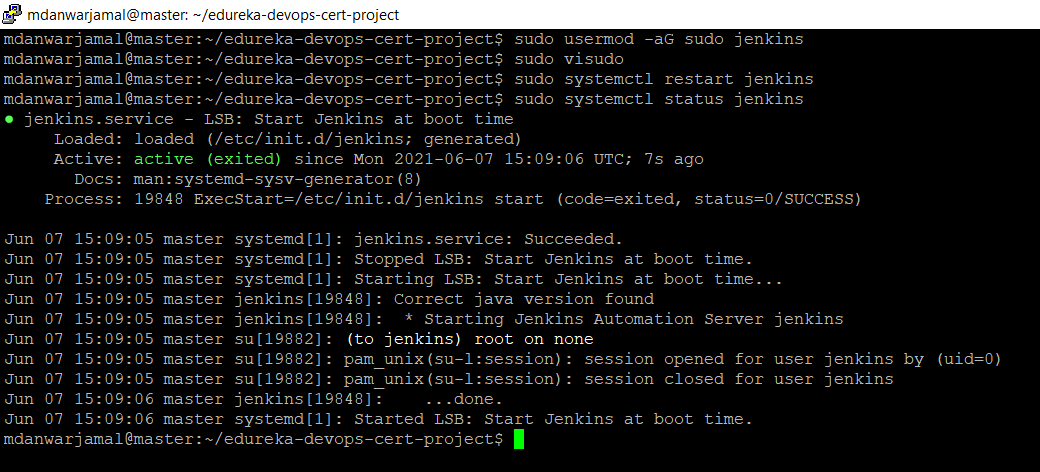 mdanwarjamal@master: ~/edureka-devops-cert-project
mdanwarjamal@master:~/edureka-devops-cert-project$ sudo usermod -aG sudo jenkins
mdanwarjamal@master:~/edureka-devops-cert-project$ sudo visudo
mdanwarjamal@master:~/edureka-devops-cert-project$ sudo systemctl restart jenkins
mdanwarjamal@master:~/edureka-devops-cert-project$ sudo systemctl status jenkins
● jenkins.service - LSB: Start Jenkins at boot time
     Loaded: loaded (/etc/init.d/jenkins; generated)
     Active: active (exited) since Mon 2021-06-07 15:09:06 UTC; 7s ago
       Docs: man:systemd-sysv-generator(8)
    Process: 19848 ExecStart=/etc/init.d/jenkins start (code=exited, status=0/SUCCESS)

Jun 07 15:09:05 master systemd[1]: jenkins.service: Succeeded.
Jun 07 15:09:05 master systemd[1]: Stopped LSB: Start Jenkins at boot time.
Jun 07 15:09:05 master systemd[1]: Starting LSB: Start Jenkins at boot time...
Jun 07 15:09:05 master jenkins[19848]: Correct java version found
Jun 07 15:09:05 master jenkins[19848]:  * Starting Jenkins Automation Server jenkins
Jun 07 15:09:05 master su[19882]: (to jenkins) root on none
Jun 07 15:09:05 master su[19882]: pam_unix(su-l:session): session opened for user jenkins by (uid=0)
Jun 07 15:09:05 master su[19882]: pam_unix(su-l:session): session closed for user jenkins
Jun 07 15:09:06 master jenkins[19848]:    ...done.
Jun 07 15:09:06 master systemd[1]: Started LSB: Start Jenkins at boot time.
mdanwarjamal@master:~/edureka-devops-cert-project$